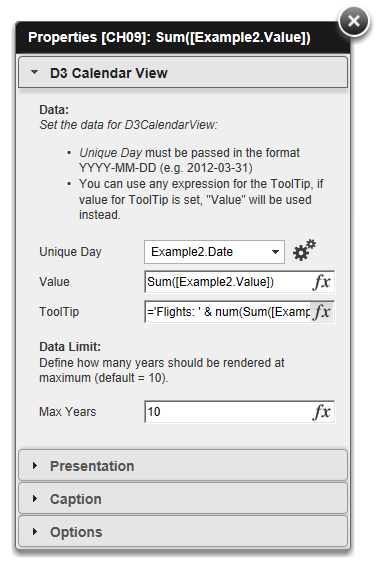 Properties [CH09]: Sum([Example2.Value])
D3 Calendar View
Data:
Set the data for D3CalendarView:
• Unique Day must be passed in the format
YYYY-MM-DD (e.g. 2012-03-31)
• You can use any expression for the ToolTip, if
value for ToolTip is set, "Value" will be used
instead.
Unique Day Example2.Date
Value Sum([Example2.Value]) fx
ToolTip ='Flights: ' & num(Sum([Examp fx
Data Limit:
Define how many years should be rendered at
maximum (default = 10).
Max Years 10 fx
Presentation
Caption
Options